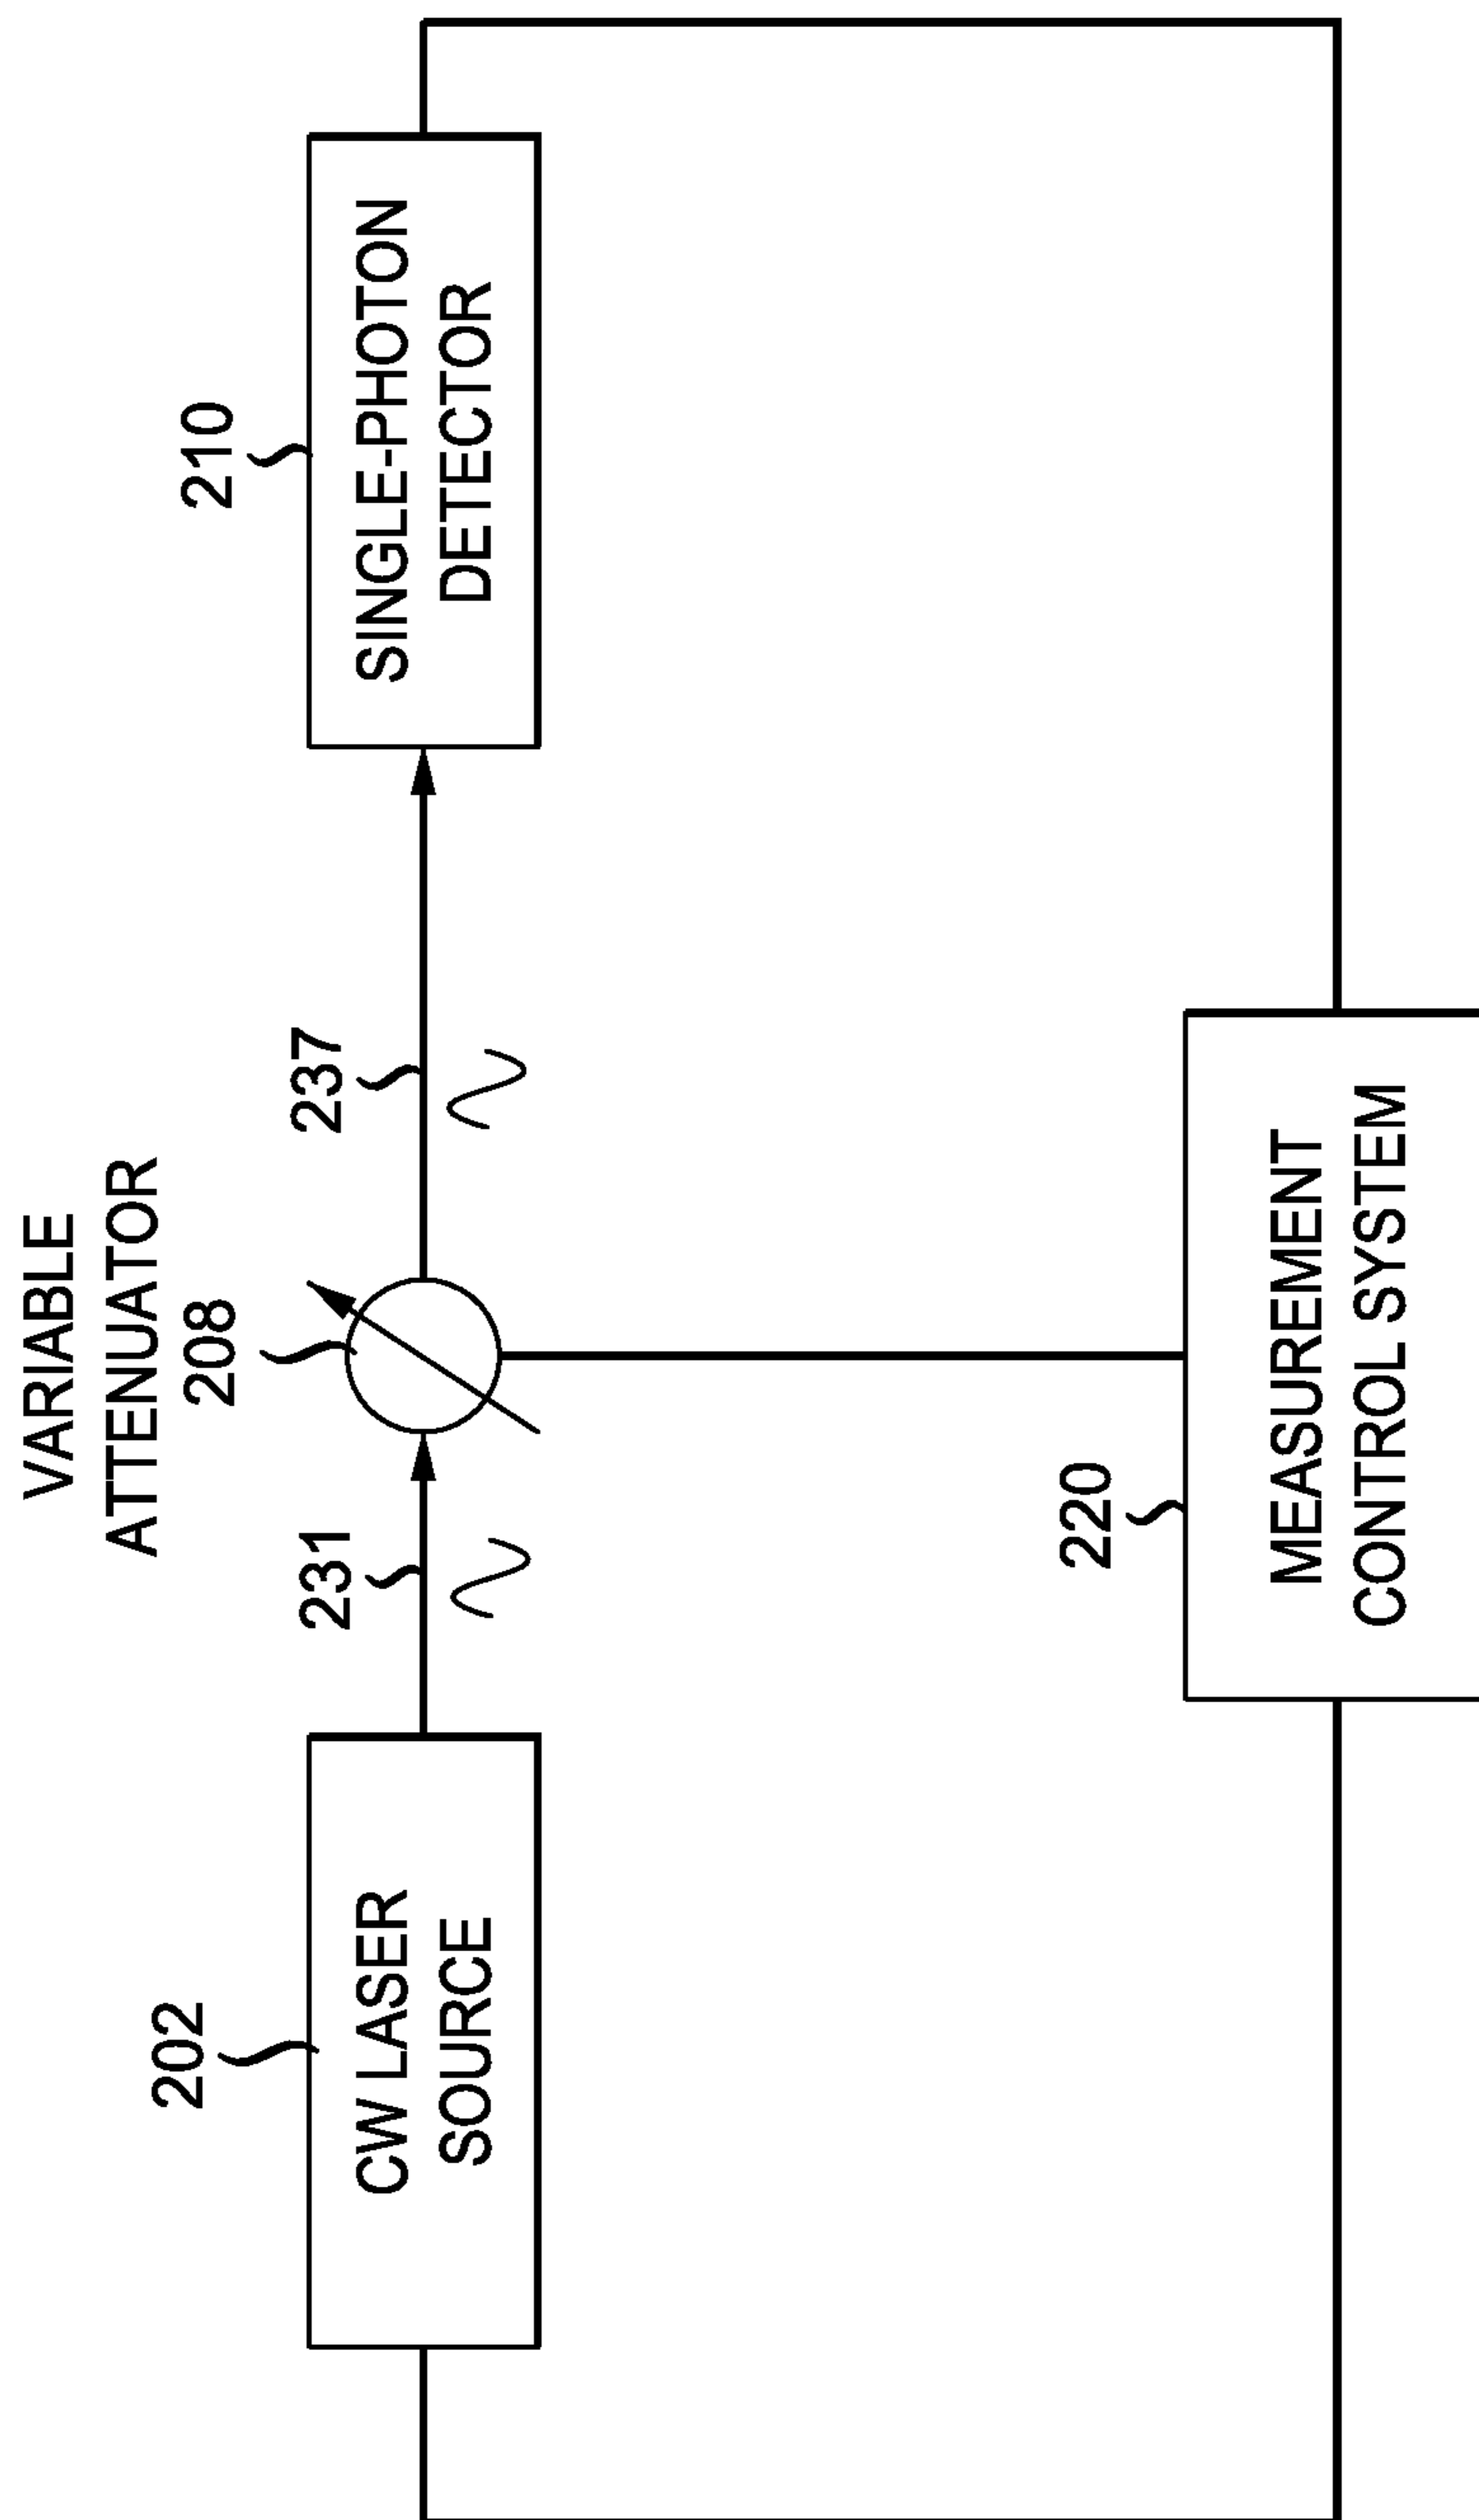 VARIABLE
ATTENUATOR
208
202
CW LASER
SOURCE
231
237
210
SINGLE-PHOTON
DETECTOR
220
MEASUREMENT
CONTROL SYSTEM